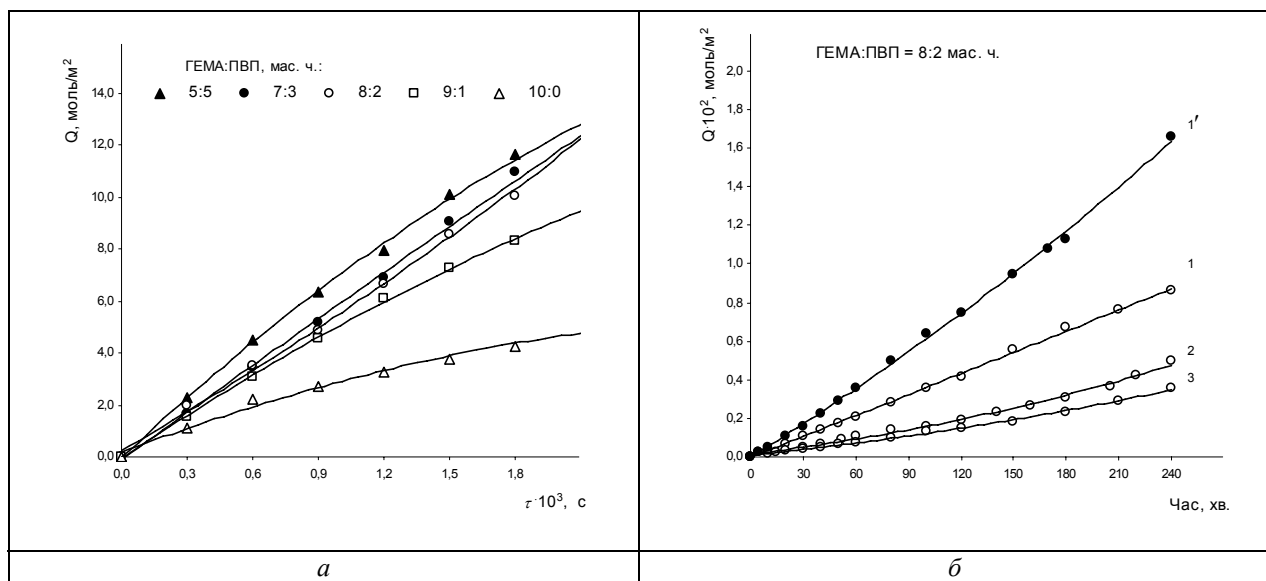 ГЕМА:ПВП, мас. ч.:
5:5 7:3 8:2 9:1 10:0
Q, моль/м²
14,0
12,0
10,0
8,0
6,0
4,0
2,0
0,0
0,0 0,3 0,6 0,9 1,2 1,5 1,8
τ·10³, с
а
ГЕМА:ПВП = 8:2 мас. ч.
Q·10², моль/м²
2,0
1,8
1,6
1,4
1,2
1,0
0,8
0,6
0,4
0,2
0,0
1′
1
2
3
0 30 60 90 120 150 180 210 240
Час, хв.
б